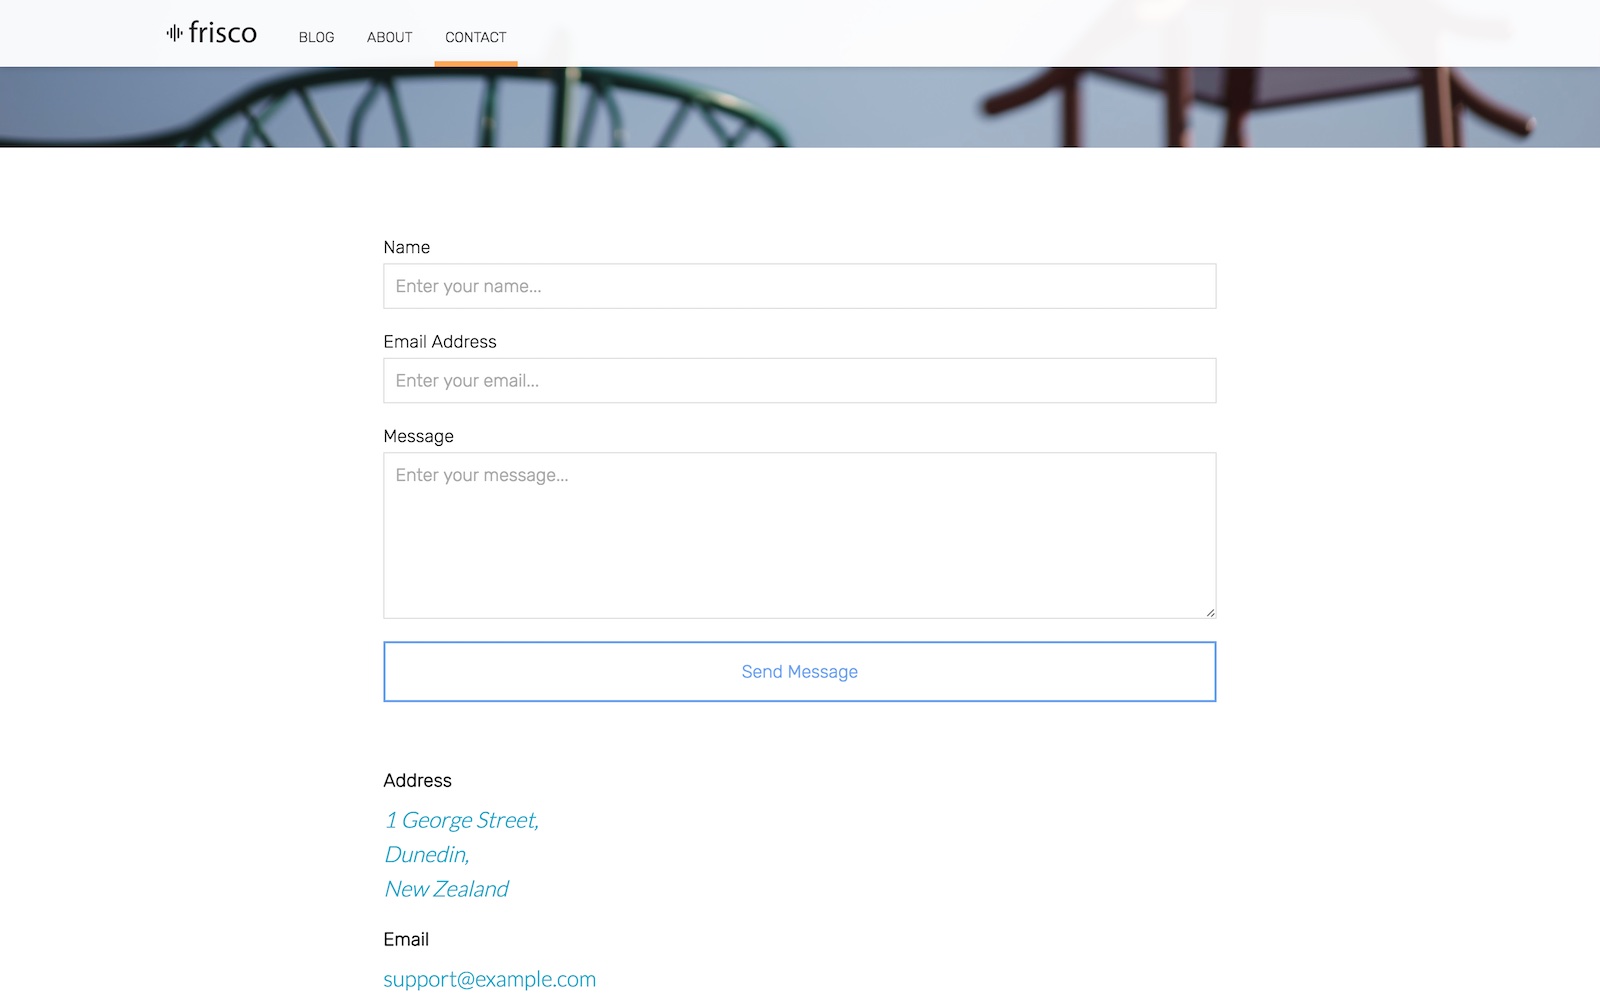 frisco
BLOG
ABOUT
CONTACT
Name
Enter your name...
Email Address
Enter your email...
Message
Enter your message...
Send Message
Address
1 George Street,
Dunedin,
New Zealand
Email
support@example.com